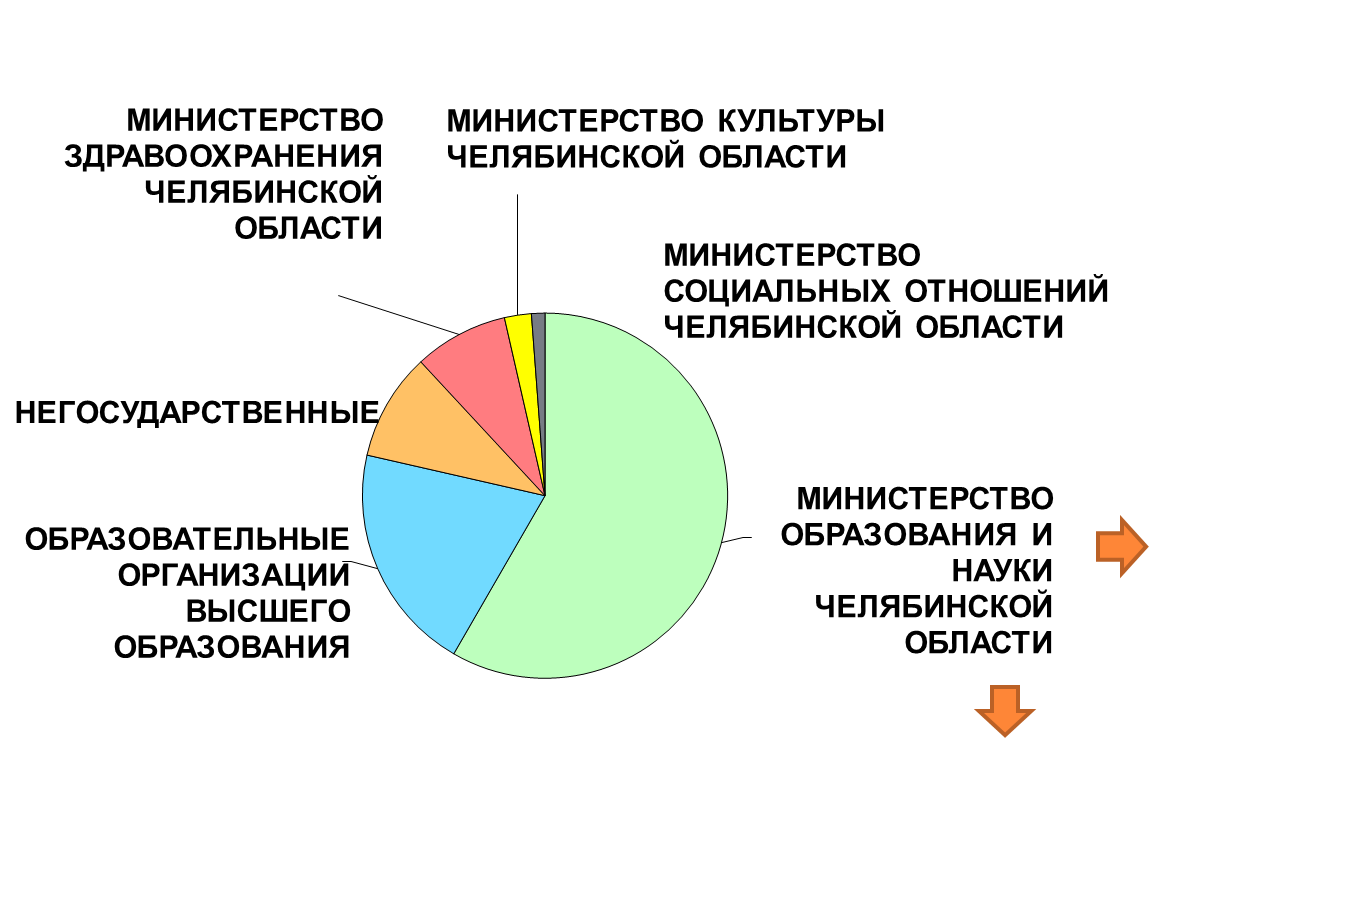 МИНИСТЕРСТВО
ЗДРАВООХРАНЕНИЯ
ЧЕЛЯБИНСКОЙ
ОБЛАСТИ
МИНИСТЕРСТВО КУЛЬТУРЫ
ЧЕЛЯБИНСКОЙ ОБЛАСТИ
МИНИСТЕРСТВО
СОЦИАЛЬНЫХ ОТНОШЕНИЙ
ЧЕЛЯБИНСКОЙ ОБЛАСТИ
НЕГОСУДАРСТВЕННЫЕ
ОБРАЗОВАТЕЛЬНЫЕ
ОРГАНИЗАЦИИ
ВЫСШЕГО
ОБРАЗОВАНИЯ
МИНИСТЕРСТВО
ОБРАЗОВАНИЯ И
НАУКИ
ЧЕЛЯБИНСКОЙ
ОБЛАСТИ